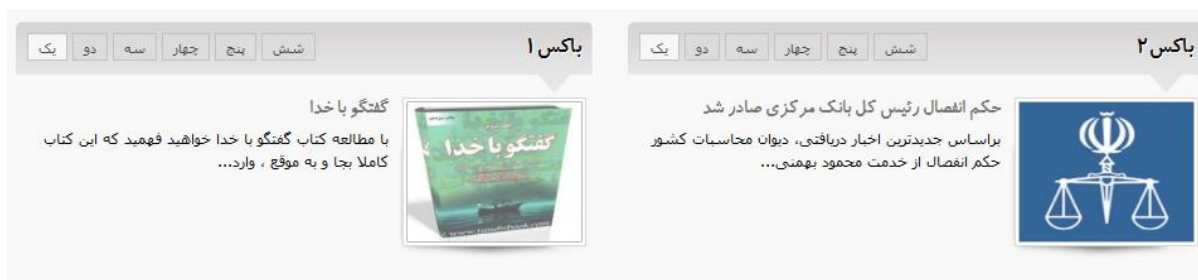 باکس ۲
یک دو سه چهار پنج شش
حکم انفصال رئیس کل بانک مرکزی صادر شد
براساس جدیدترین اخبار دریافتی، دیوان محاسبات کشور
حکم انفصال از خدمت محمود بهمنی...
باکس ۱
یک دو سه چهار پنج شش
گفتگو با خدا
گفتگو با خدا
با مطالعه کتاب گفتگو با خدا خواهید فهمید که این کتاب
کاملا بجا و به موقع ، وارد...